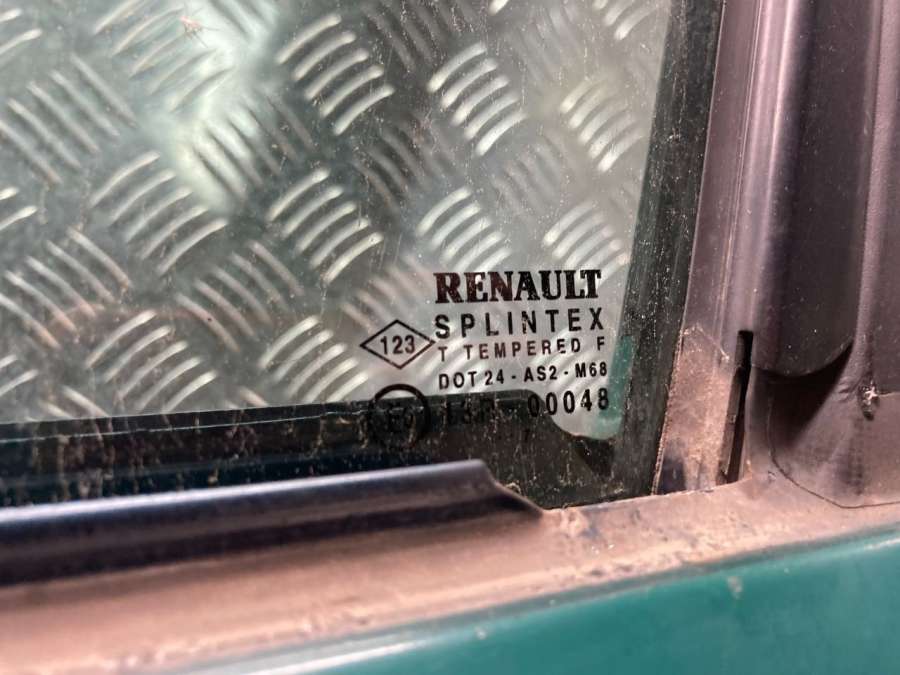 RENAULT
SPLINTEX
123
T TEMPERED F
DOT 24 - AS2 - M68
00048